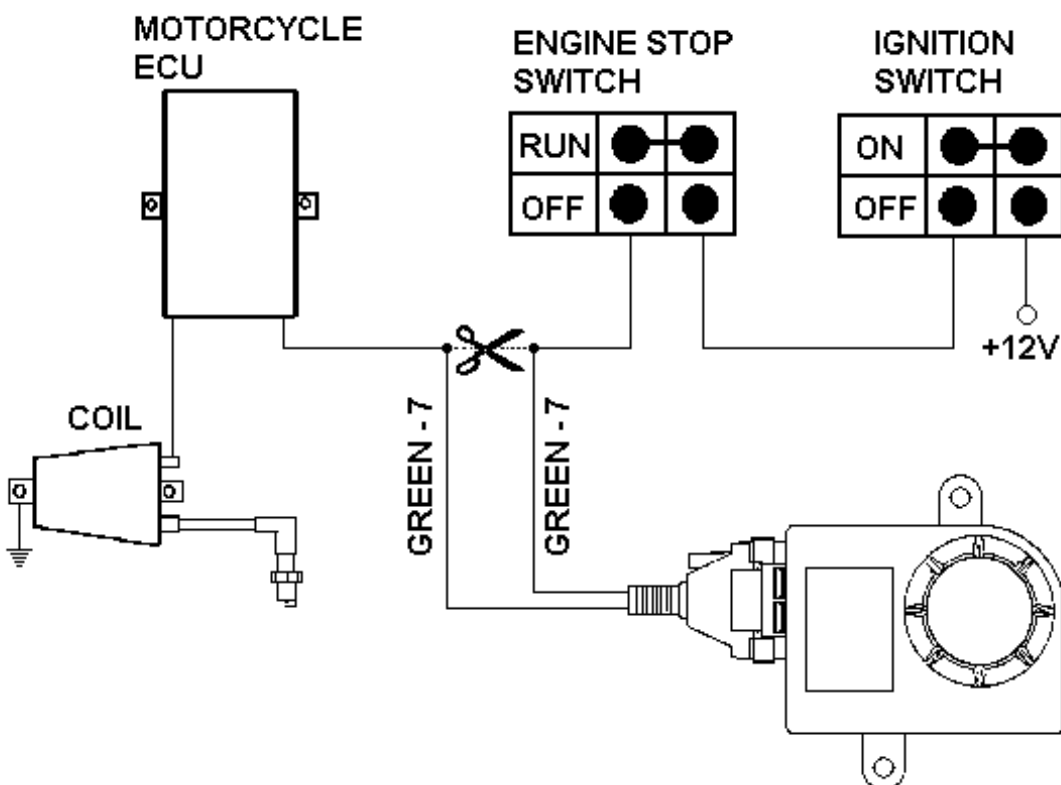 MOTORCYCLE
ECU
ENGINE STOP
SWITCH
IGNITION
SWITCH
RUN
OFF
ON
OFF
+12V
COIL
GREEN - 7
GREEN - 7